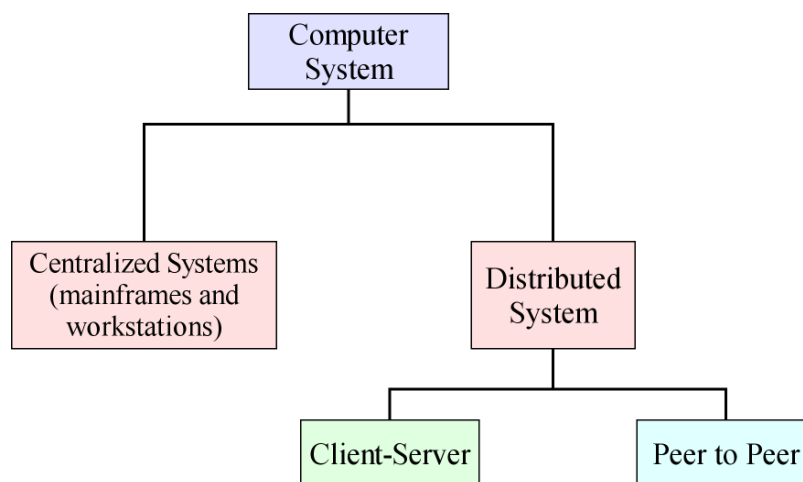 Computer
System
Centralized Systems
(mainframes and
workstations)
Distributed
System
Client-Server
Peer to Peer